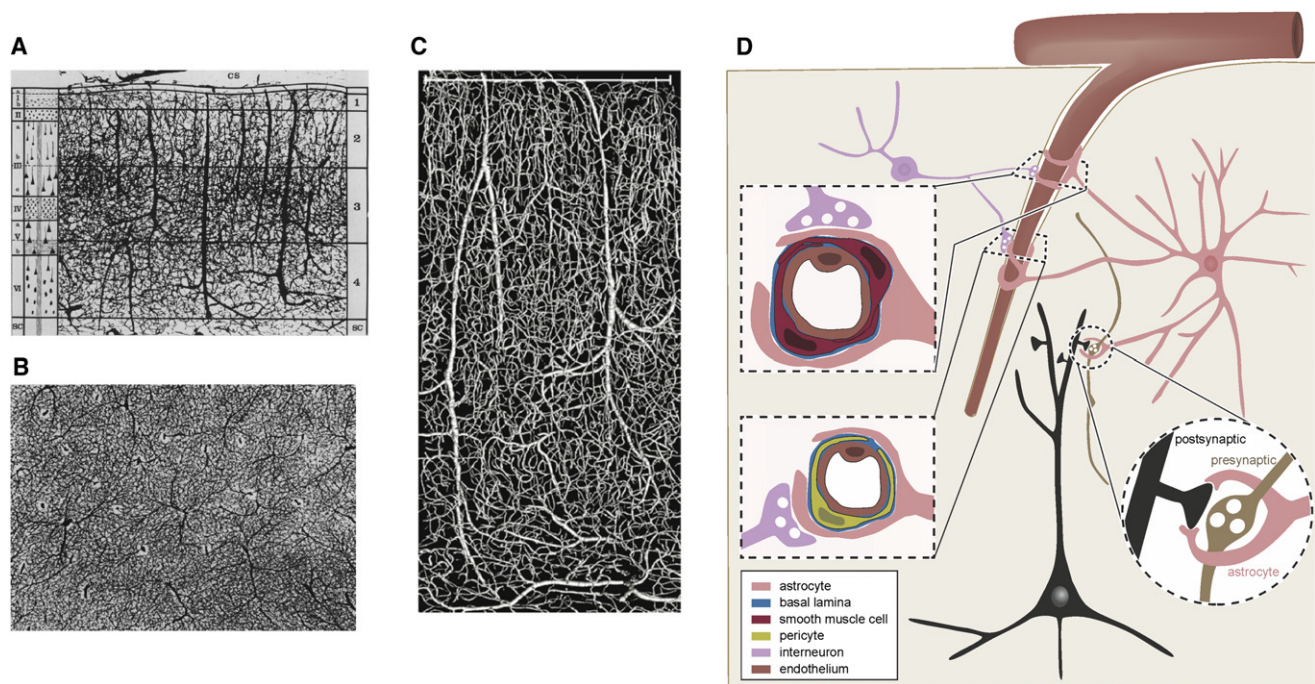 A
CS
I
II
a
b
III
c
IV
a
V
b
VI
SC
1
2
3
4
SC
B
C
D
postsynaptic
presynaptic
astrocyte
astrocyte
basal lamina
smooth muscle cell
pericyte
interneuron
endothelium